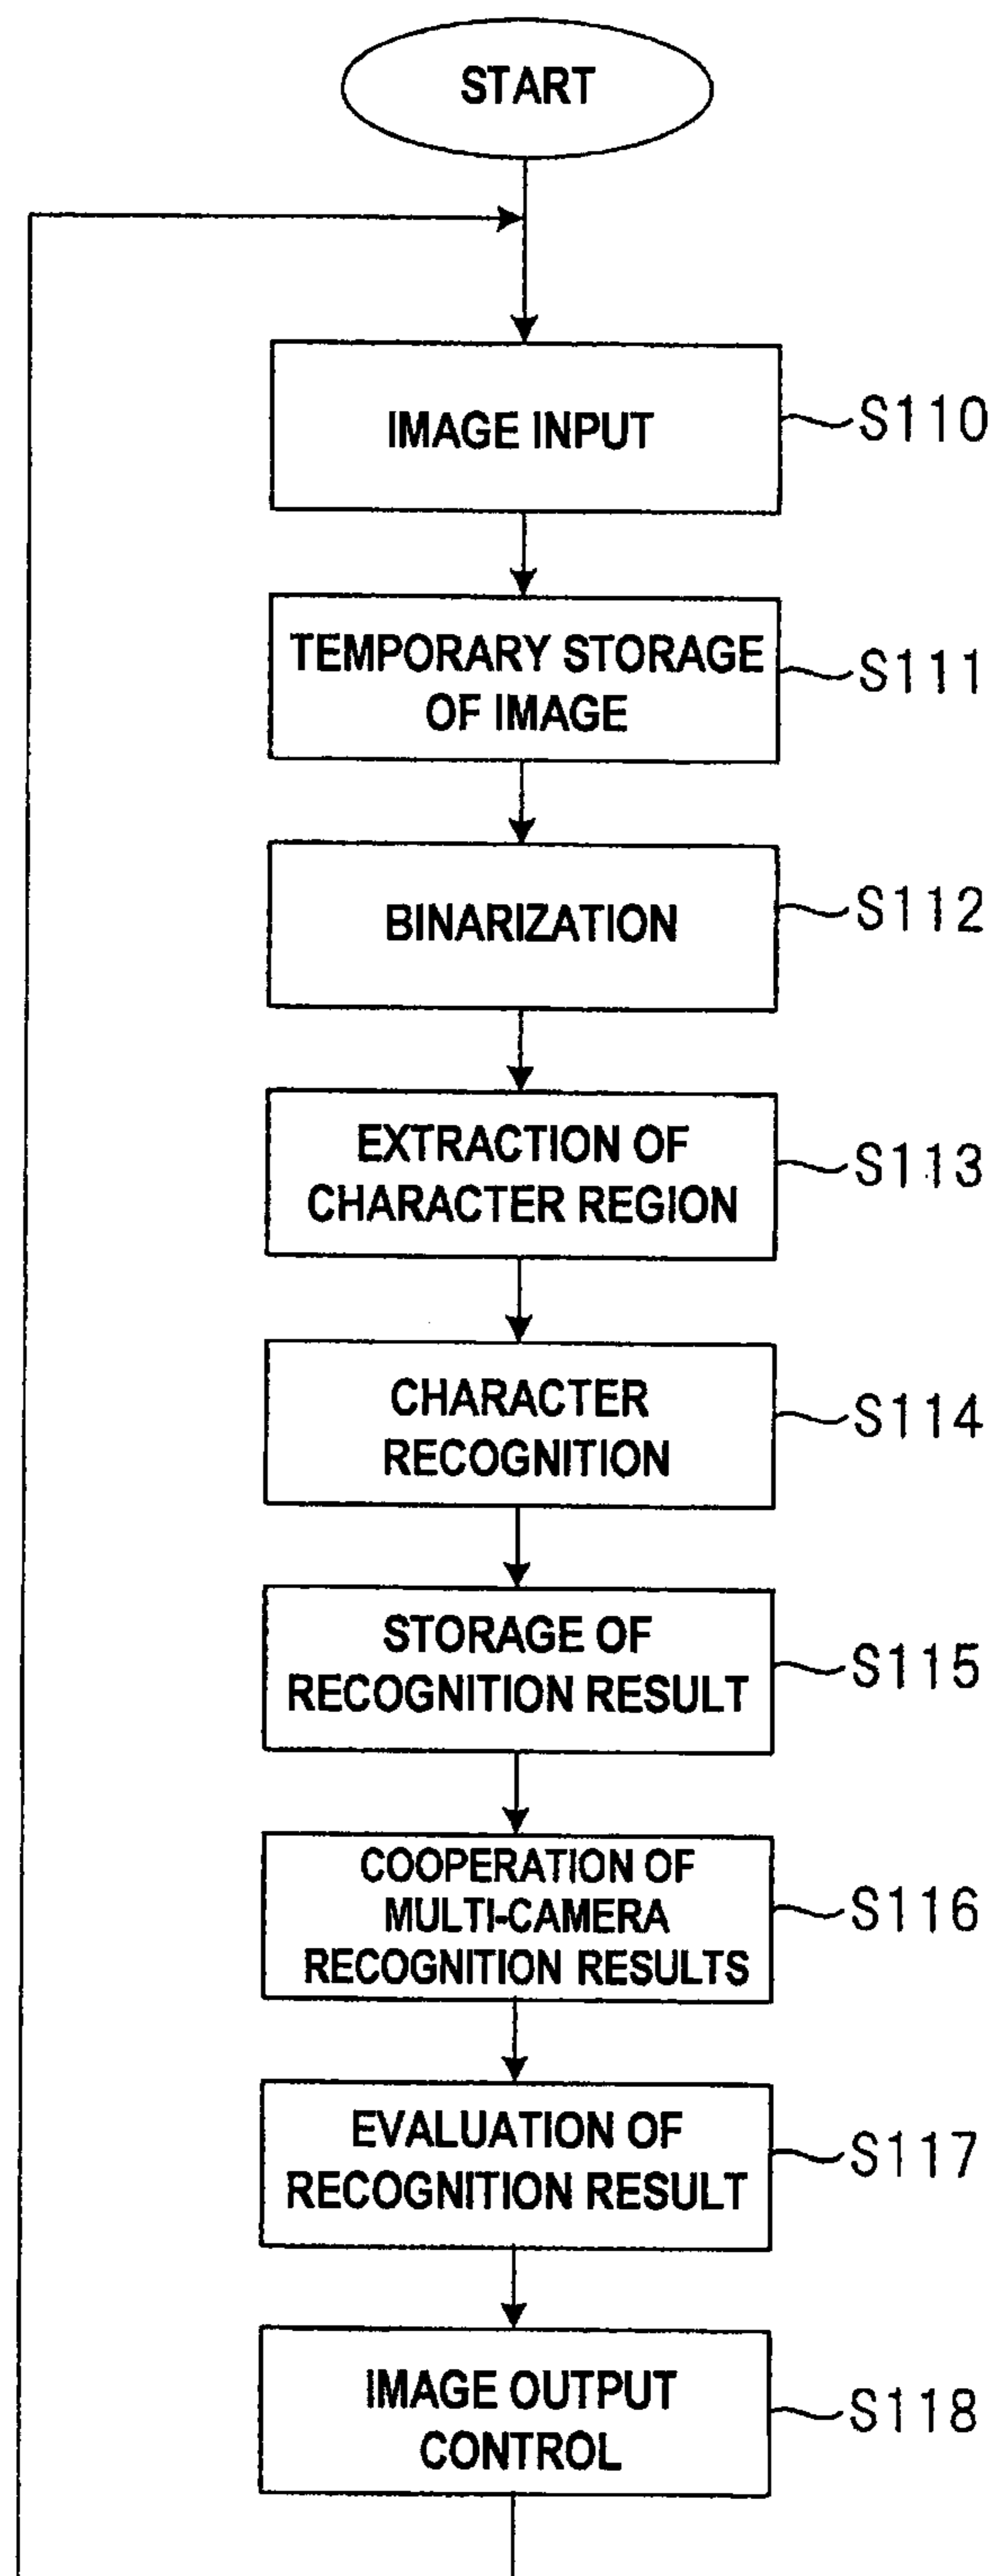 START
IMAGE INPUT
S110
TEMPORARY STORAGE
OF IMAGE
S111
BINARIZATION
S112
EXTRACTION OF
CHARACTER REGION
S113
CHARACTER
RECOGNITION
S114
STORAGE OF
RECOGNITION RESULT
S115
COOPERATION OF
MULTI-CAMERA
RECOGNITION RESULTS
S116
EVALUATION OF
RECOGNITION RESULT
S117
IMAGE OUTPUT
CONTROL
S118